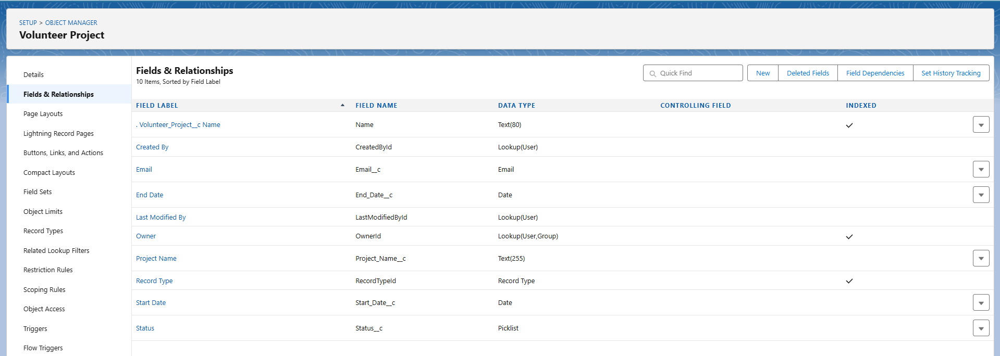 SETUP > OBJECT MANAGER
Volunteer Project
Details
Fields & Relationships
Page Layouts
Lightning Record Pages
Buttons, Links, and Actions
Compact Layouts
Field Sets
Object Limits
Record Types
Related Lookup Filters
Restriction Rules
Scoping Rules
Object Access
Triggers
Flow Triggers
Fields & Relationships
10 Items, Sorted by Field Label
Quick Find
New
Deleted Fields
Field Dependencies
Set History Tracking
FIELD LABEL FIELD NAME DATA TYPE CONTROLLING FIELD INDEXED
. Volunteer_Project__c Name Name Text(80)
Created By CreatedById Lookup(User)
Email Email__c Email
End Date End_Date__c Date
Last Modified By LastModifiedById Lookup(User)
Owner OwnerId Lookup(User,Group)
Project Name Project_Name__c Text(255)
Record Type RecordTypeId Record Type
Start Date Start_Date__c Date
Status Status__c Picklist